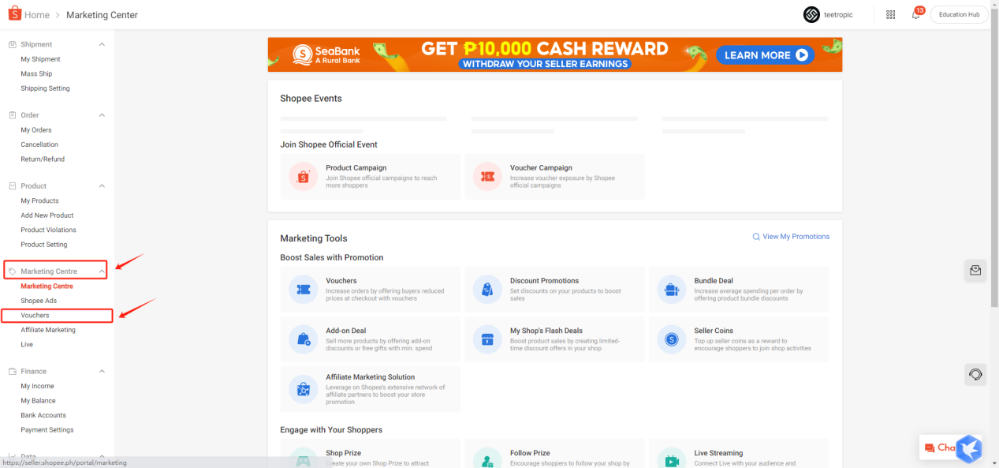 Home > Marketing Center
teetropic
13
Education Hub
Shipment
My Shipment
Mass Ship
Shipping Setting
Order
My Orders
Cancellation
Return/Refund
Product
My Products
Add New Product
Product Violations
Product Setting
Marketing Centre
Marketing Centre
Shopee Ads
Vouchers
Affiliate Marketing
Live
Finance
My Income
My Balance
Bank Accounts
Payment Settings
Data
https://seller.shopee.ph/portal/marketing
SeaBank
A Rural Bank
GET ₱10,000 CASH REWARD
WITHDRAW YOUR SELLER EARNINGS
LEARN MORE
Shopee Events
Join Shopee Official Event
Product Campaign
Join Shopee official campaigns to reach
more shoppers
Voucher Campaign
Increase voucher exposure by Shopee
official campaigns
Marketing Tools
View My Promotions
Boost Sales with Promotion
Vouchers
Increase orders by offering buyers reduced
prices at checkout with vouchers
Discount Promotions
Set discounts on your products to boost
sales
Bundle Deal
Increase average spending per order by
offering product bundle discounts
Add-on Deal
Sell more products by offering add-on
discounts or free gifts with min. spend
My Shop's Flash Deals
Boost product sales by creating limited-
time discount offers in your shop
Seller Coins
Top up seller coins as a reward to
encourage shoppers to join shop activities
Affiliate Marketing Solution
Leverage on Shopee's extensive network of
affiliate partners to boost your store
promotion
Engage with Your Shoppers
Shop Prize
Create your own Shop Prize to attract
Follow Prize
Encourage shoppers to follow your shop by
Live Streaming
Connect Live with your audience and
Cha